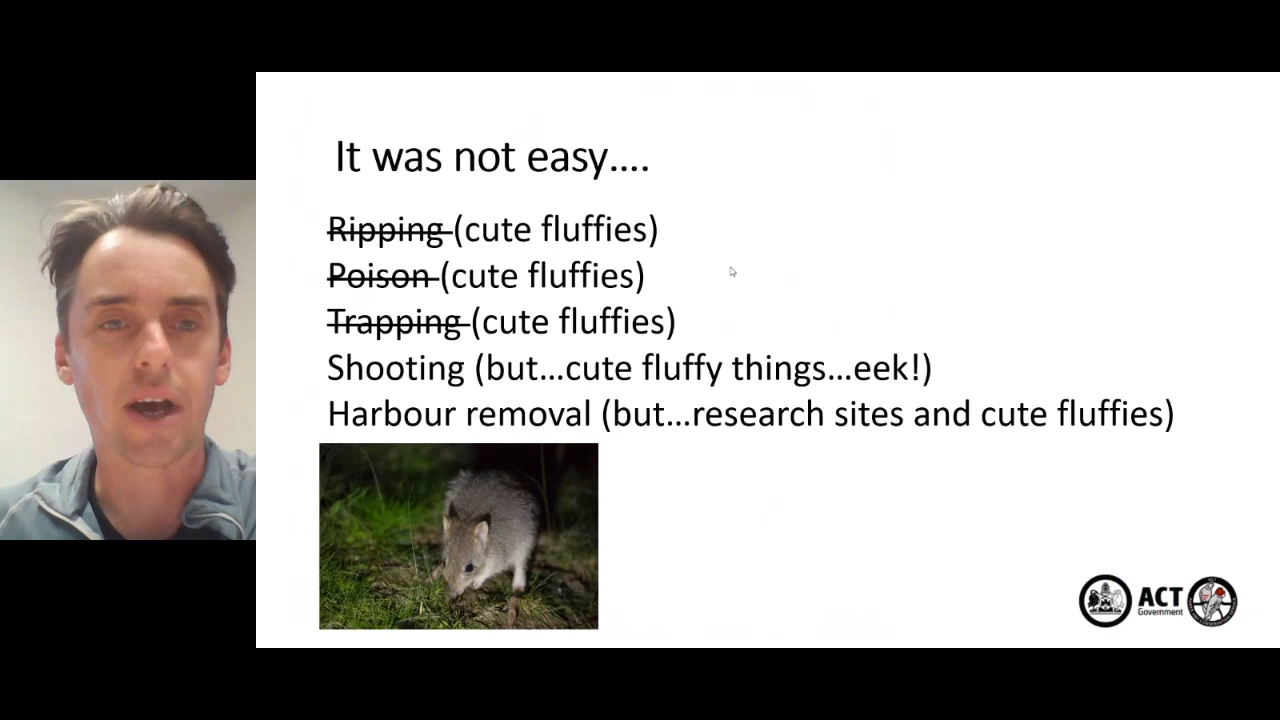 It was not easy....
Ripping (cute fluffies)
Poison (cute fluffies)
Trapping (cute fluffies)
Shooting (but...cute fluffy things...eek!)
Harbour removal (but...research sites and cute fluffies)
ACT
Government